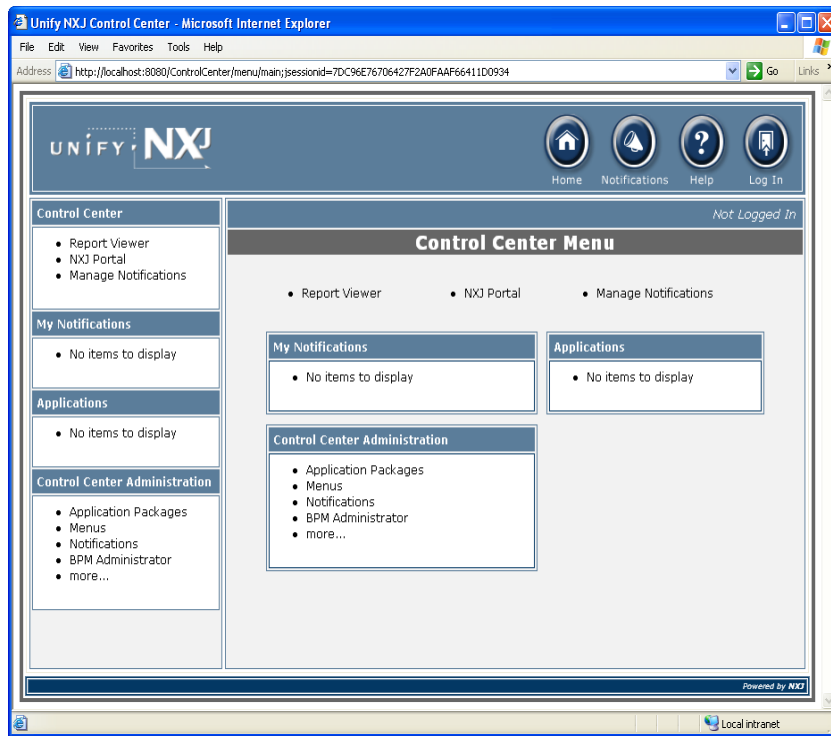 Unify NXJ Control Center - Microsoft Internet Explorer
File Edit View Favorites Tools Help
Address http://localhost:8080/ControlCenter/menu/main;jsessionid=7DC96E76706427F2A0FAAF66411D0934 Go Links »
UNIFY NXJ
Home Notifications Help Log In
Control Center
• Report Viewer
• NXJ Portal
• Manage Notifications
My Notifications
• No items to display
Applications
• No items to display
Control Center Administration
• Application Packages
• Menus
• Notifications
• BPM Administrator
• more...
Not Logged In
Control Center Menu
• Report Viewer • NXJ Portal • Manage Notifications
My Notifications
• No items to display
Applications
• No items to display
Control Center Administration
• Application Packages
• Menus
• Notifications
• BPM Administrator
• more...
Powered by NXJ
Local intranet